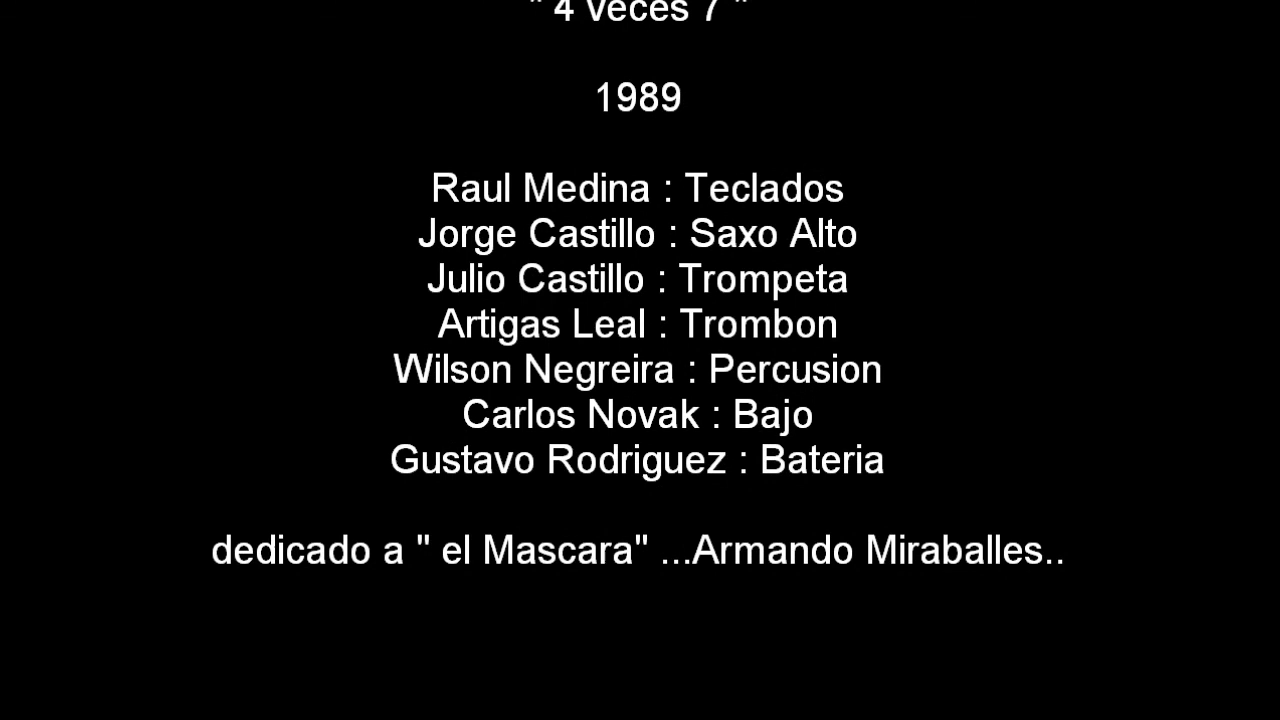 " 4 veces 7 "
1989
Raul Medina : Teclados
Jorge Castillo : Saxo Alto
Julio Castillo : Trompeta
Artigas Leal : Trombon
Wilson Negreira : Percusion
Carlos Novak : Bajo
Gustavo Rodriguez : Bateria
dedicado a " el Mascara" ...Armando Miraballes..